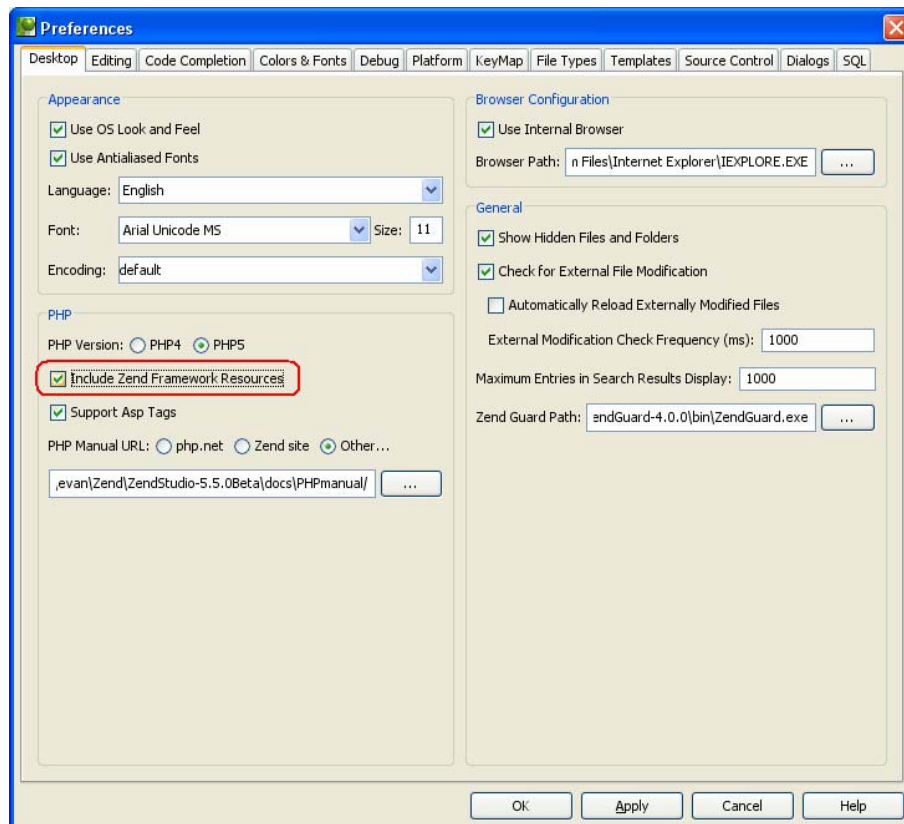 Preferences
Desktop Editing Code Completion Colors & Fonts Debug Platform KeyMap File Types Templates Source Control Dialogs SQL
Appearance
Use OS Look and Feel
Use Antialiased Fonts
Language: English
Font: Arial Unicode MS Size: 11
Encoding: default
PHP
PHP Version: PHP4 PHP5
Include Zend Framework Resources
Support Asp Tags
PHP Manual URL: php.net Zend site Other...
evan\Zend\ZendStudio-5.5.0Beta\docs\PHPmanual/ ...
Browser Configuration
Use Internal Browser
Browser Path: n Files\Internet Explorer\IEXPLORE.EXE ...
General
Show Hidden Files and Folders
Check for External File Modification
Automatically Reload Externally Modified Files
External Modification Check Frequency (ms): 1000
Maximum Entries in Search Results Display: 1000
Zend Guard Path: endGuard-4.0.0\bin\ZendGuard.exe ...
OK Apply Cancel Help